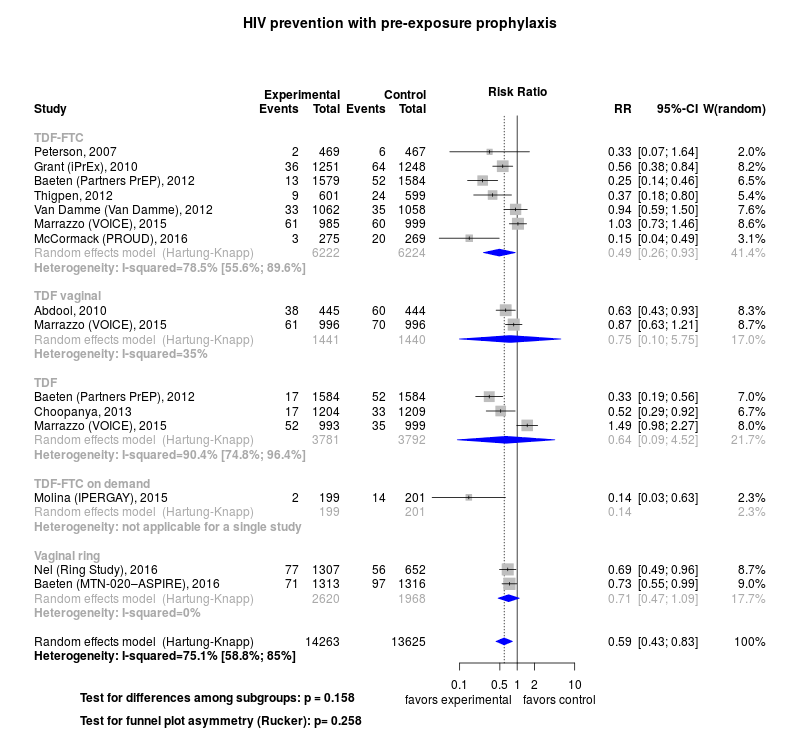 HIV prevention with pre-exposure prophylaxis
Experimental Control Risk Ratio
Study Events Total Events Total RR 95%-CI W(random)
TDF-FTC
Peterson, 2007 2 469 6 467 0.33 [0.07; 1.64] 2.0%
Grant (iPrEx), 2010 36 1251 64 1248 0.56 [0.38; 0.84] 8.2%
Baeten (Partners PrEP), 2012 13 1579 52 1584 0.25 [0.14; 0.46] 6.5%
Thigpen, 2012 9 601 24 599 0.37 [0.18; 0.80] 5.4%
Van Damme (Van Damme), 2012 33 1062 35 1058 0.94 [0.59; 1.50] 7.6%
Marrazzo (VOICE), 2015 61 985 60 999 1.03 [0.73; 1.46] 8.6%
McCormack (PROUD), 2016 3 275 20 269 0.15 [0.04; 0.49] 3.1%
Random effects model (Hartung-Knapp) 6222 6224 0.49 [0.26; 0.93] 41.4%
Heterogeneity: I-squared=78.5% [55.6%; 89.6%]
TDF vaginal
Abdool, 2010 38 445 60 444 0.63 [0.43; 0.93] 8.3%
Marrazzo (VOICE), 2015 61 996 70 996 0.87 [0.63; 1.21] 8.7%
Random effects model (Hartung-Knapp) 1441 1440 0.75 [0.10; 5.75] 17.0%
Heterogeneity: I-squared=35%
TDF
Baeten (Partners PrEP), 2012 17 1584 52 1584 0.33 [0.19; 0.56] 7.0%
Choopanya, 2013 17 1204 33 1209 0.52 [0.29; 0.92] 6.7%
Marrazzo (VOICE), 2015 52 993 35 999 1.49 [0.98; 2.27] 8.0%
Random effects model (Hartung-Knapp) 3781 3792 0.64 [0.09; 4.52] 21.7%
Heterogeneity: I-squared=90.4% [74.8%; 96.4%]
TDF-FTC on demand
Molina (IPERGAY), 2015 2 199 14 201 0.14 [0.03; 0.63] 2.3%
Random effects model (Hartung-Knapp) 199 201 0.14 2.3%
Heterogeneity: not applicable for a single study
Vaginal ring
Nel (Ring Study), 2016 77 1307 56 652 0.69 [0.49; 0.96] 8.7%
Baeten (MTN-020–ASPIRE), 2016 71 1313 97 1316 0.73 [0.55; 0.99] 9.0%
Random effects model (Hartung-Knapp) 2620 1968 0.71 [0.47; 1.09] 17.7%
Heterogeneity: I-squared=0%
Random effects model (Hartung-Knapp) 14263 13625 0.59 [0.43; 0.83] 100%
Heterogeneity: I-squared=75.1% [58.8%; 85%]
0.1 0.5 1 2 10
favors experimental favors control
Test for differences among subgroups: p = 0.158
Test for funnel plot asymmetry (Rucker): p= 0.258